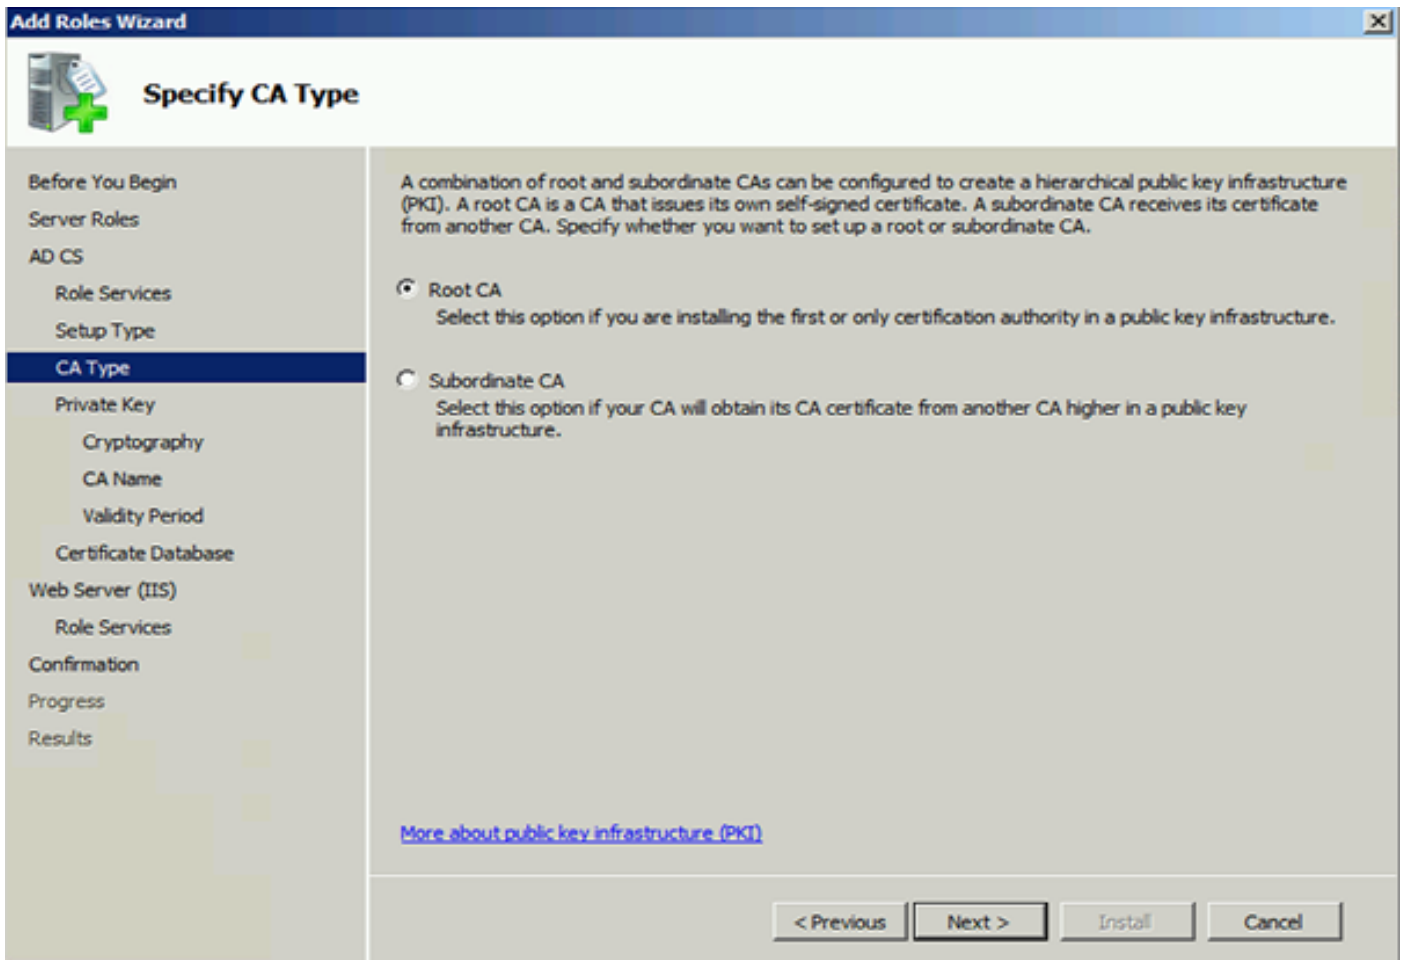 Add Roles Wizard
Specify CA Type
Before You Begin
Server Roles
AD CS
Role Services
Setup Type
CA Type
Private Key
Cryptography
CA Name
Validity Period
Certificate Database
Web Server (IIS)
Role Services
Confirmation
Progress
Results
A combination of root and subordinate CAs can be configured to create a hierarchical public key infrastructure
(PKI). A root CA is a CA that issues its own self-signed certificate. A subordinate CA receives its certificate
from another CA. Specify whether you want to set up a root or subordinate CA.
Root CA
Select this option if you are installing the first or only certification authority in a public key infrastructure.
Subordinate CA
Select this option if your CA will obtain its CA certificate from another CA higher in a public key
infrastructure.
More about public key infrastructure (PKI)
< Previous
Next >
Install
Cancel